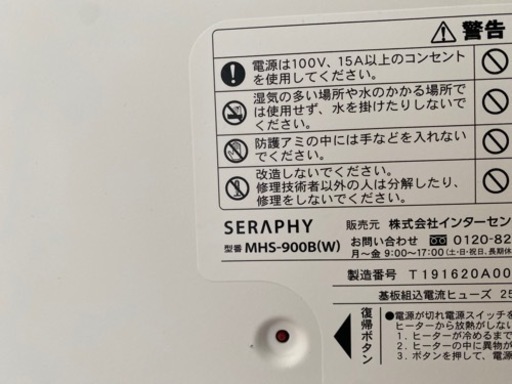 警告
電源は100V、15A以上のコンセント
を使用してください。
湿気の多い場所や水のかかる場所で
は使用せず、水を掛けたりしないで
ください。
防護アミの中には手などを入れない
でください。
改造しないでください。
修理技術者以外の人は分解したり、
修理をしないでください。
SERAPHY 販売元 株式会社インターセン
型番 MHS-900B(W) お問い合わせ 0120-82
月〜金 9:00〜17:00(土・日・祝日、長期休
製造番号 T191620A00
基板組込電流ヒューズ 25
復帰ボタン
●電源が切れ電源スイッチを
ヒーターから放熱がしない
1. ヒーターが冷めるまで
2. ヒーターの中に異物が
3. ボタンを押して、電源